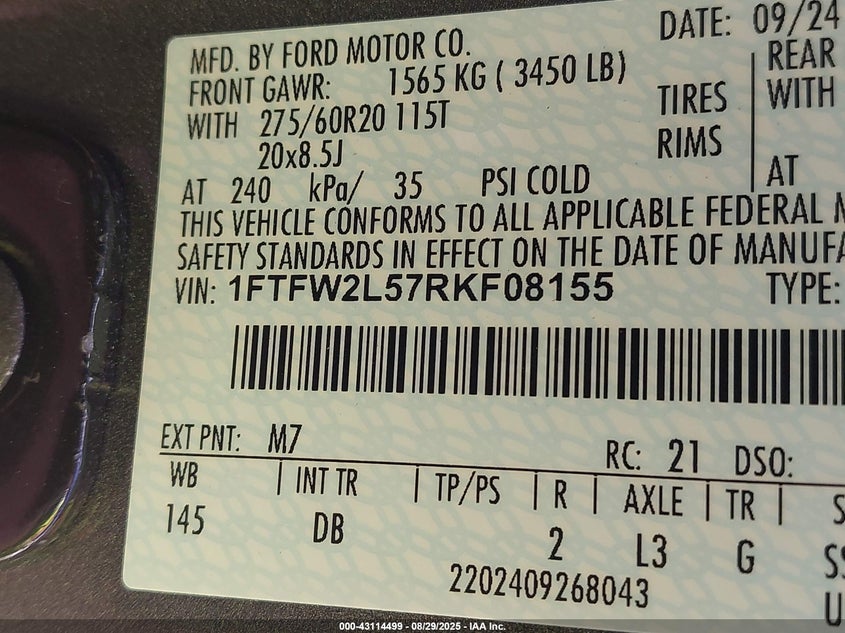 DATE: 09/24
MFD. BY FORD MOTOR CO.
FRONT GAWR: 1565 KG ( 3450 LB) REAR
WITH 275/60R20 115T TIRES WITH
20x8.5J RIMS
AT 240 kPa/ 35 PSI COLD AT
THIS VEHICLE CONFORMS TO ALL APPLICABLE FEDERAL
SAFETY STANDARDS IN EFFECT ON THE DATE OF MANUFA
VIN: 1FTFW2L57RKF08155 TYPE:
EXT PNT: M7 RC: 21 DSO:
WB | INT TR | TP/PS | R | AXLE | TR | S
145 DB 2 L3 G SS
2202409268043 U
000-43114499 - 08/29/2025 - IAA Inc.